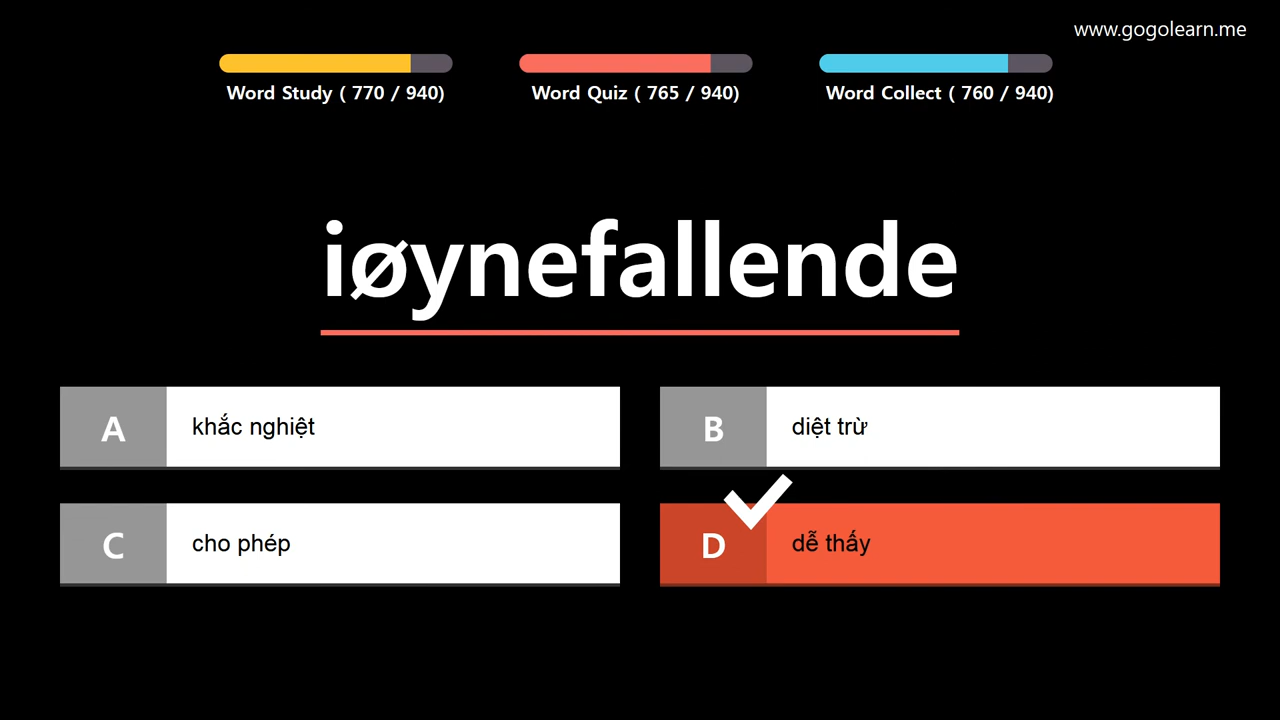 www.gogolearn.me
Word Study ( 770 / 940)
Word Quiz ( 765 / 940)
Word Collect ( 760 / 940)
iøynefallende
A khắc nghiệt
B diệt trừ
C cho phép
D dễ thấy